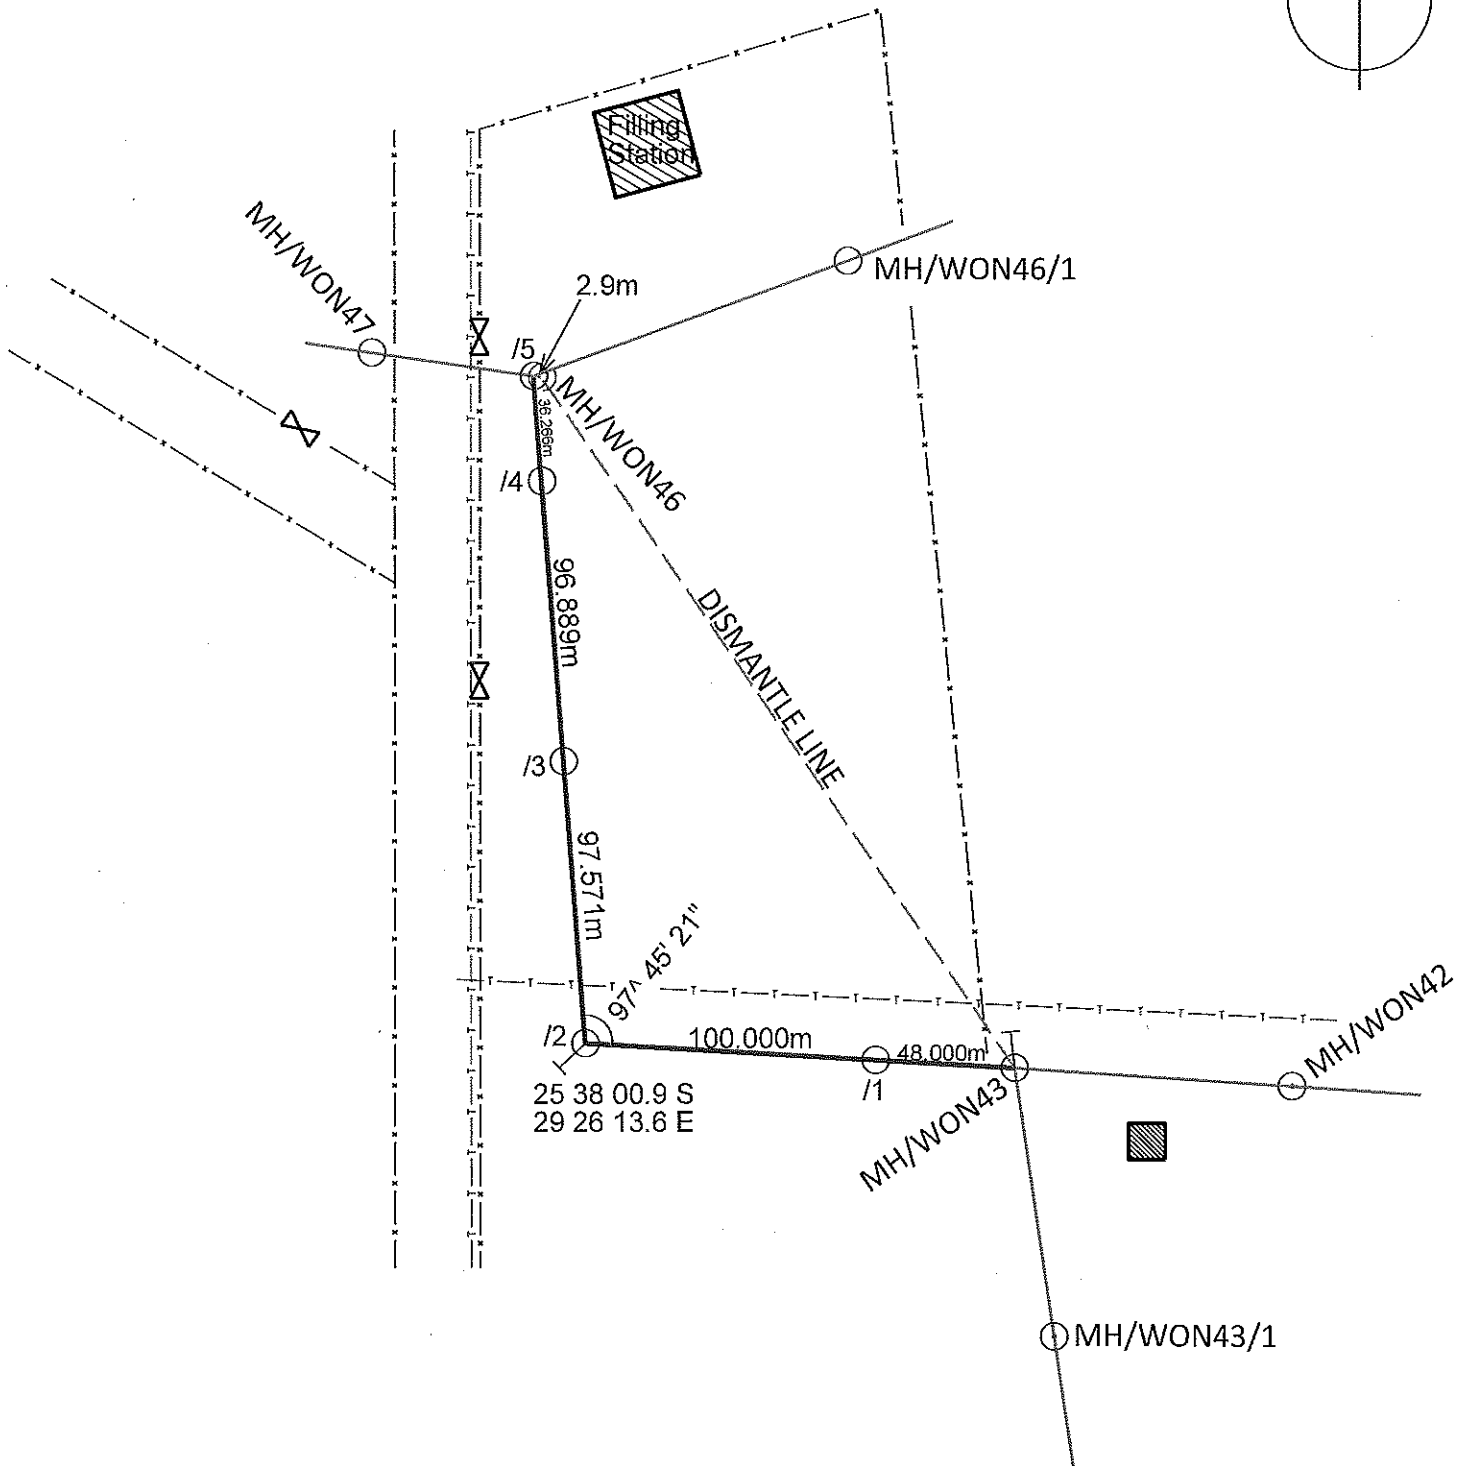 Filling
Station
MH/WON47
MH/WON46/1
2.9m
/5
MH/WON46
36.266m
/4
96.889m
DISMANTLE LINE
/3
97.571m
97^ 45' 21"
/2
100.000m
48.000m
/1
MH/WON43
MH/WON42
25 38 00.9 S
29 26 13.6 E
MH/WON43/1